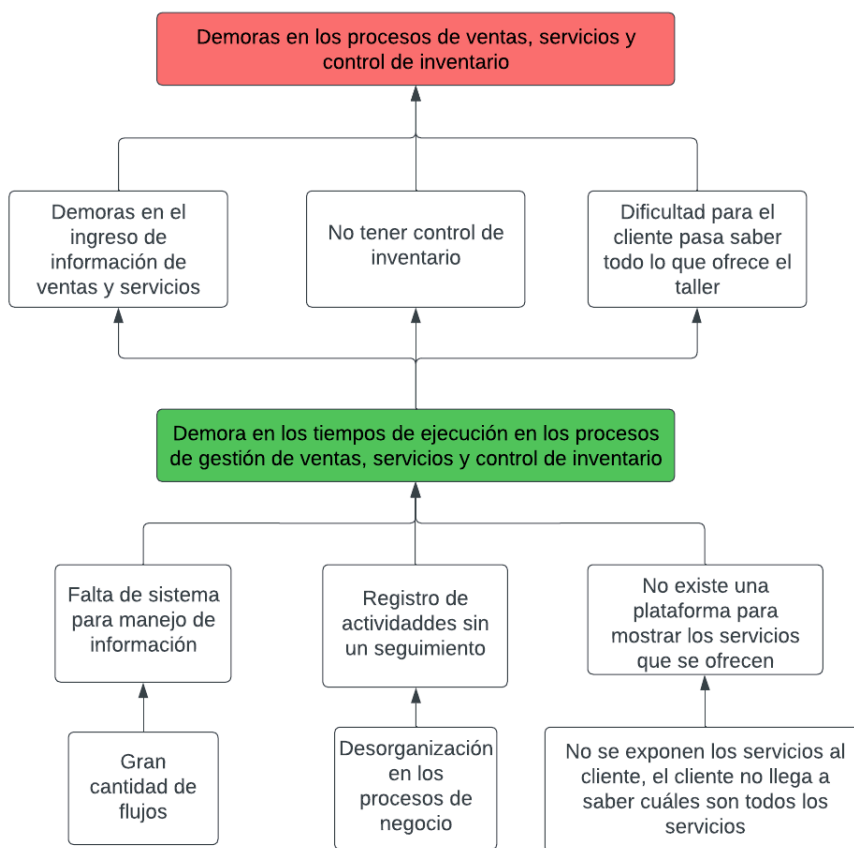 Demoras en los procesos de ventas, servicios y
control de inventario
Demoras en el
ingreso de
información de
ventas y servicios
No tener control de
inventario
Dificultad para el
cliente pasa saber
todo lo que ofrece el
taller
Demora en los tiempos de ejecución en los procesos
de gestión de ventas, servicios y control de inventario
Falta de sistema
para manejo de
información
Registro de
actividaddes sin
un seguimiento
No existe una
plataforma para
mostrar los servicios
que se ofrecen
Gran
cantidad de
flujos
Desorganización
en los
procesos de
negocio
No se exponen los servicios al
cliente, el cliente no llega a
saber cuáles son todos los
servicios